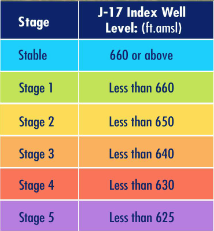 Stage J-17 Index Well
Level: (ft.amsl)
Stable 660 or above
Stage 1 Less than 660
Stage 2 Less than 650
Stage 3 Less than 640
Stage 4 Less than 630
Stage 5 Less than 625